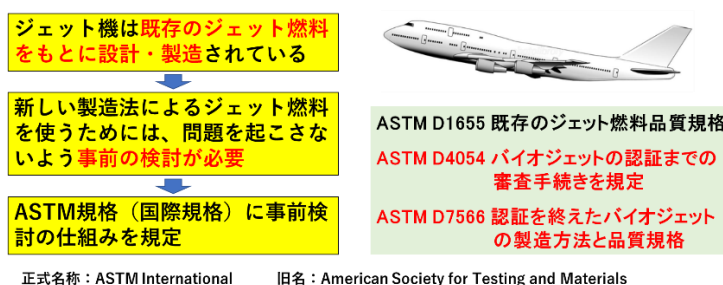 ジェット機は既存のジェット燃料
をもとに設計・製造されている
新しい製造法によるジェット燃料
を使うためには、問題を起こさな
いよう事前の検討が必要
ASTM規格（国際規格）に事前検
討の仕組みを規定
ASTM D1655 既存のジェット燃料品質規格
ASTM D4054 バイオジェットの認証までの
審査手続きを規定
ASTM D7566 認証を終えたバイオジェット
の製造方法と品質規格
正式名称：ASTM International　　旧名：American Society for Testing and Materials